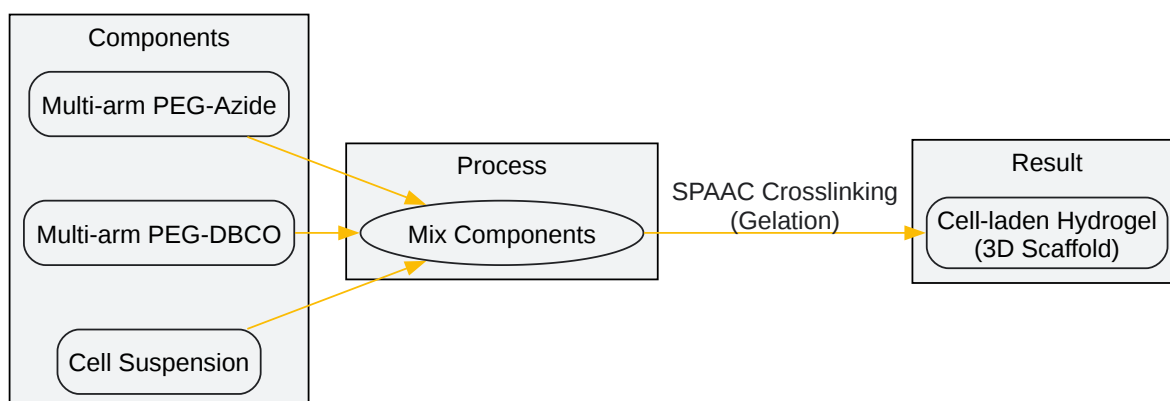 Components
Multi-arm PEG-Azide
Multi-arm PEG-DBCO
Cell Suspension
Process
Mix Components
SPAAC Crosslinking
(Gelation)
Result
Cell-laden Hydrogel
(3D Scaffold)